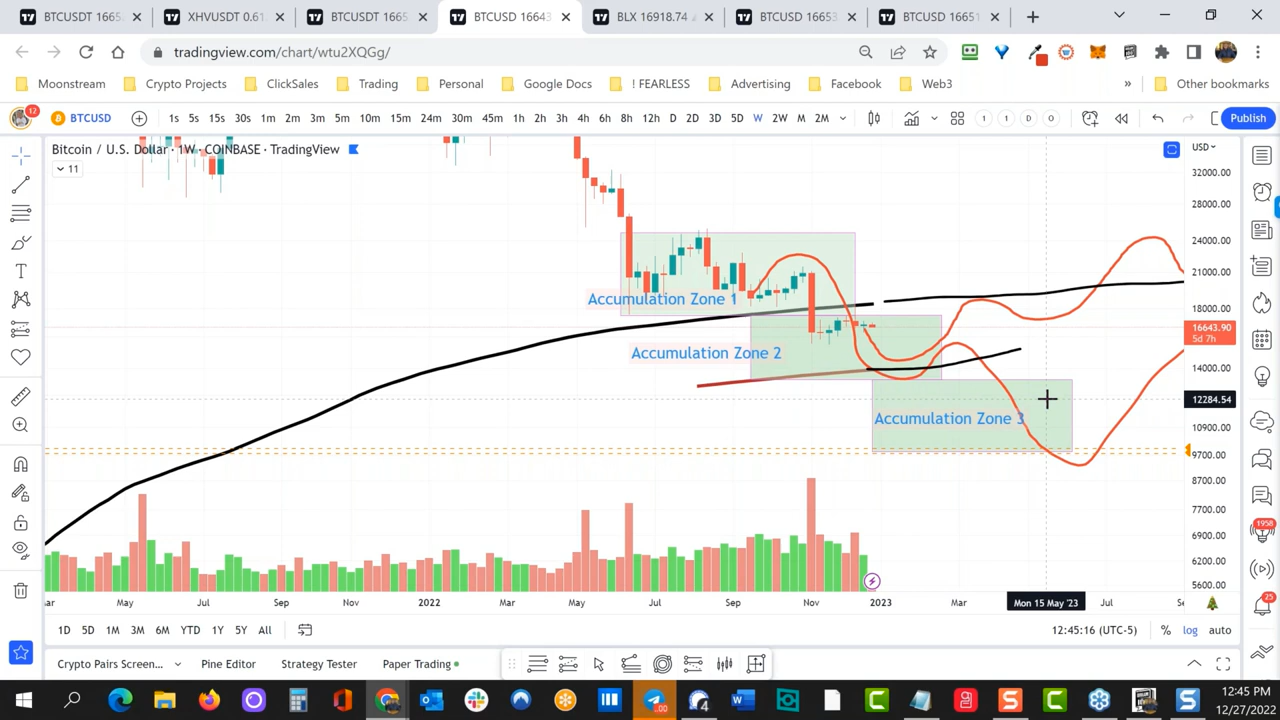 BTCUSDT 1665
XHVUSDT 0.61
BTCUSDT 1665
BTCUSD 16643
BLX 16918.74
BTCUSD 16653
BTCUSD 16651
tradingview.com/chart/wtu2XQGg/
Moonstream Crypto Projects ClickSales Trading Personal Google Docs ! FEARLESS Advertising Facebook Web3 » Other bookmarks
12 BTCUSD 1s 5s 15s 30s 1m 2m 3m 5m 10m 15m 24m 30m 45m 1h 2h 3h 4h 6h 8h 12h D 2D 3D 5D W 2W M 2M 1 1 D O Publish
Bitcoin / U.S. Dollar · 1W · COINBASE · TradingView
USD
11
32000.00
28000.00
24000.00
21000.00
18000.00
16643.90
5d 7h
14000.00
12284.54
10900.00
9700.00
8700.00
7700.00
6900.00
6200.00
5600.00
Accumulation Zone 1
Accumulation Zone 2
Accumulation Zone 3
1958
25
May Jul Sep Nov 2022 Mar May Jul Sep Nov 2023 Mar Mon 15 May '23 Jul
1D 5D 1M 3M 6M YTD 1Y 5Y All 12:45:16 (UTC-5) % log auto
Crypto Pairs Screen... Pine Editor Strategy Tester Paper Trading
12:45 PM
12/27/2022